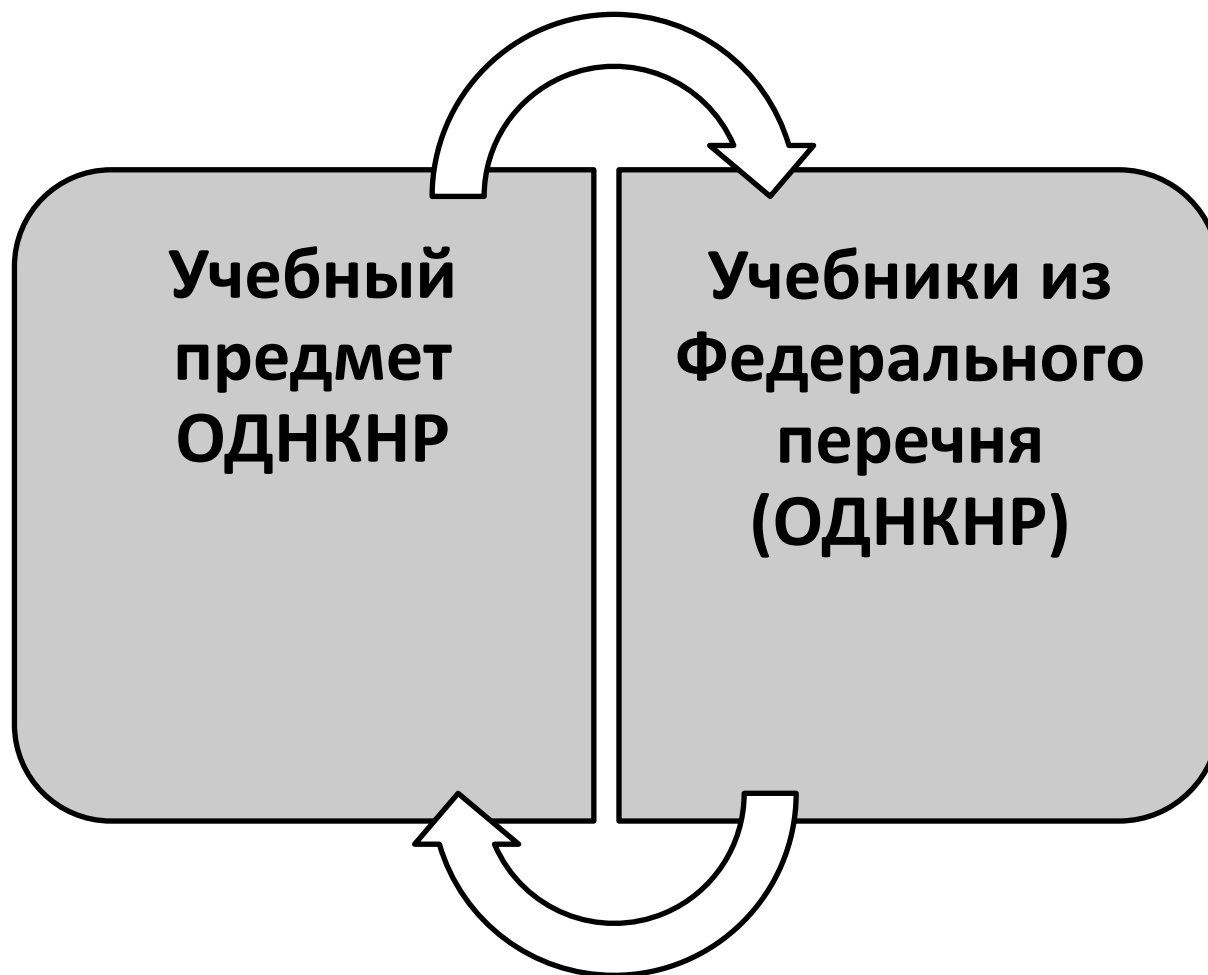 Учебный
предмет
ОДНКНР
Учебники из
Федерального
перечня
(ОДНКНР)